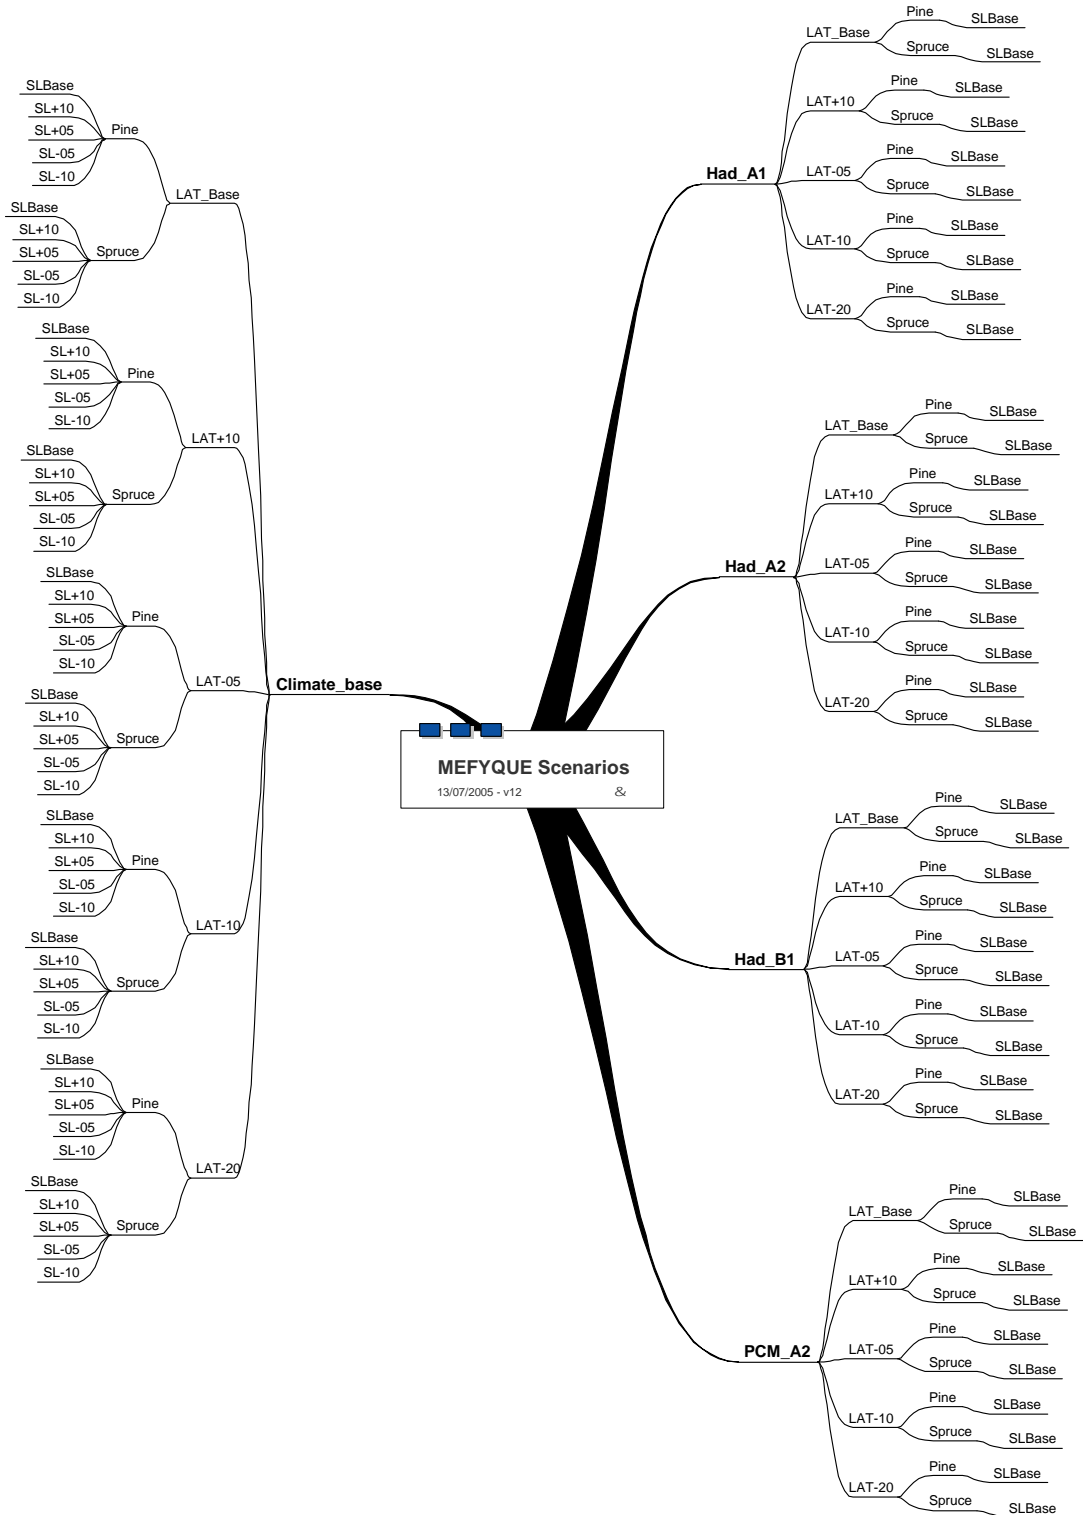 MEFYQUE Scenarios
13/07/2005 - v12 &
Climate_base
LAT_Base
Pine
SLBase
SL+10
SL+05
SL-05
SL-10
Spruce
SLBase
SL+10
SL+05
SL-05
SL-10
LAT+10
Pine
SLBase
SL+10
SL+05
SL-05
SL-10
Spruce
SLBase
SL+10
SL+05
SL-05
SL-10
LAT-05
Pine
SLBase
SL+10
SL+05
SL-05
SL-10
Spruce
SLBase
SL+10
SL+05
SL-05
SL-10
LAT-10
Pine
SLBase
SL+10
SL+05
SL-05
SL-10
Spruce
SLBase
SL+10
SL+05
SL-05
SL-10
LAT-20
Pine
SLBase
SL+10
SL+05
SL-05
SL-10
Spruce
SLBase
SL+10
SL+05
SL-05
SL-10
Had_A1
LAT_Base
Pine
SLBase
Spruce
SLBase
LAT+10
Pine
SLBase
Spruce
SLBase
LAT-05
Pine
SLBase
Spruce
SLBase
LAT-10
Pine
SLBase
Spruce
SLBase
LAT-20
Pine
SLBase
Spruce
SLBase
Had_A2
LAT_Base
Pine
SLBase
Spruce
SLBase
LAT+10
Pine
SLBase
Spruce
SLBase
LAT-05
Pine
SLBase
Spruce
SLBase
LAT-10
Pine
SLBase
Spruce
SLBase
LAT-20
Pine
SLBase
Spruce
SLBase
Had_B1
LAT_Base
Pine
SLBase
Spruce
SLBase
LAT+10
Pine
SLBase
Spruce
SLBase
LAT-05
Pine
SLBase
Spruce
SLBase
LAT-10
Pine
SLBase
Spruce
SLBase
LAT-20
Pine
SLBase
Spruce
SLBase
PCM_A2
LAT_Base
Pine
SLBase
Spruce
SLBase
LAT+10
Pine
SLBase
Spruce
SLBase
LAT-05
Pine
SLBase
Spruce
SLBase
LAT-10
Pine
SLBase
Spruce
SLBase
LAT-20
Pine
SLBase
Spruce
SLBase